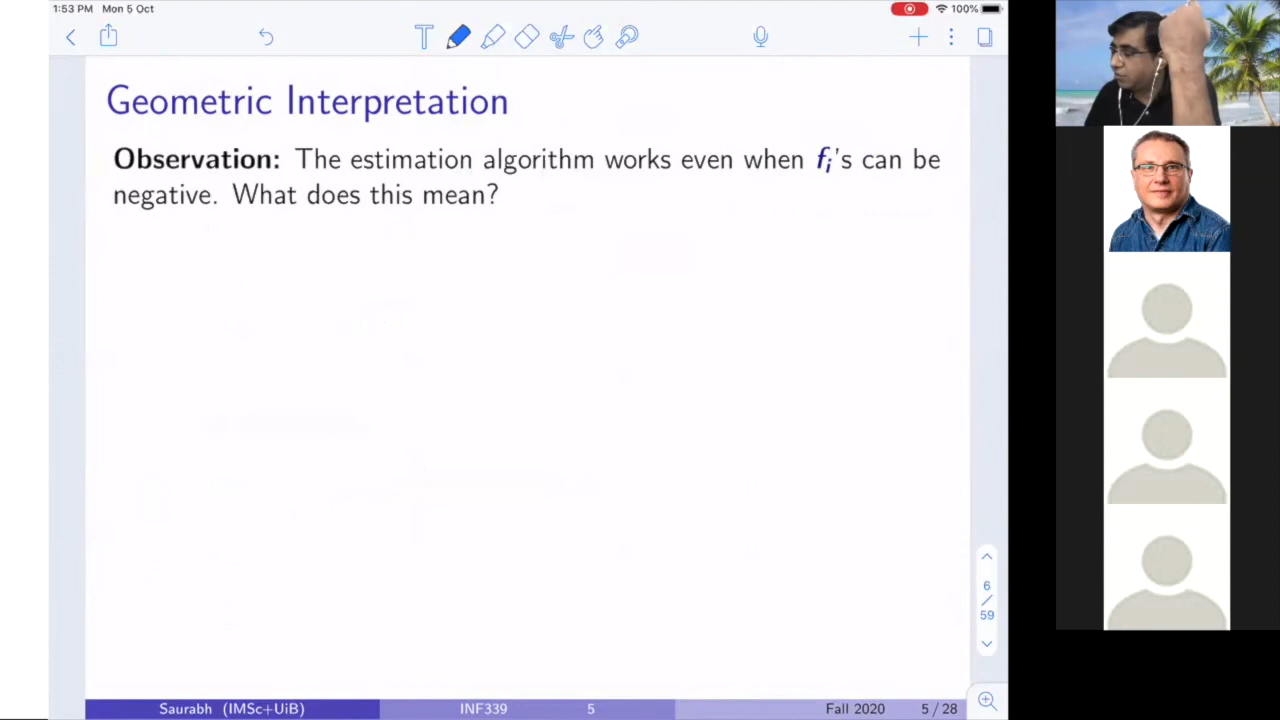 1:53 PM Mon 5 Oct
100%
Geometric Interpretation
Observation: The estimation algorithm works even when fᵢ's can be
negative. What does this mean?
6
/
59
Saurabh (IMSc+UiB) INF339 5 Fall 2020 5 / 28